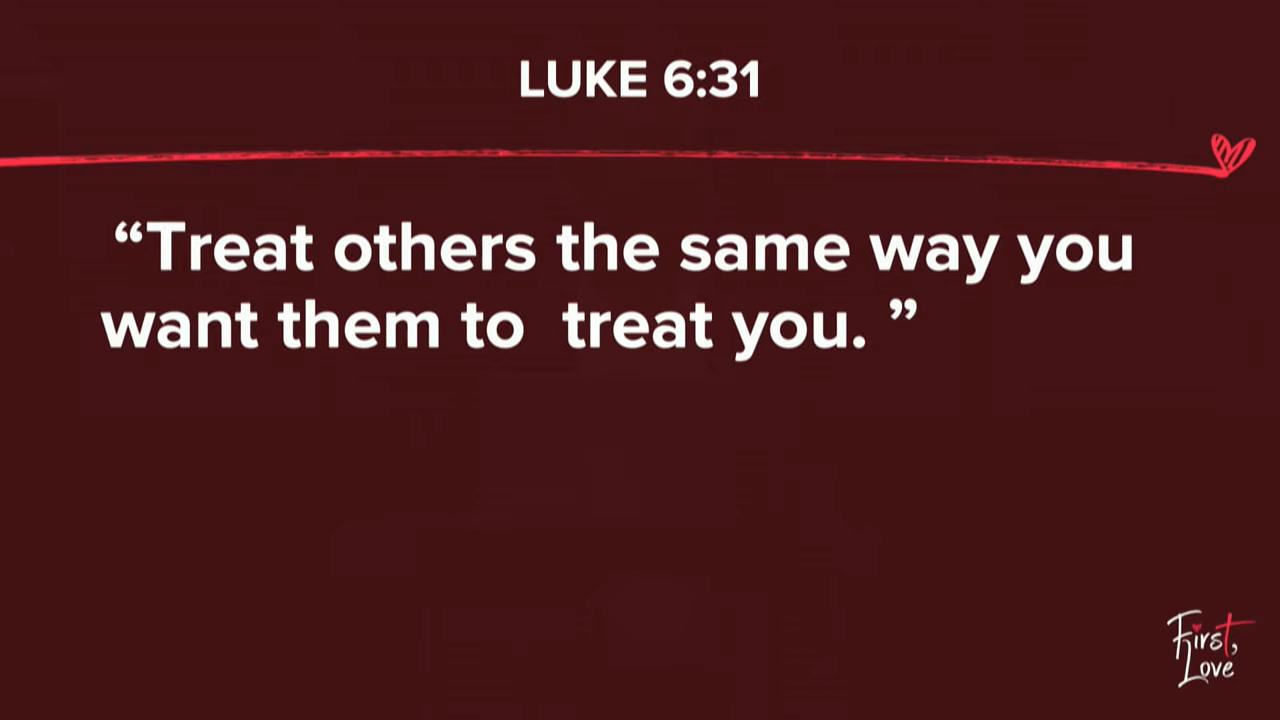 LUKE 6:31
“Treat others the same way you
want them to  treat you. ”
First,
Love